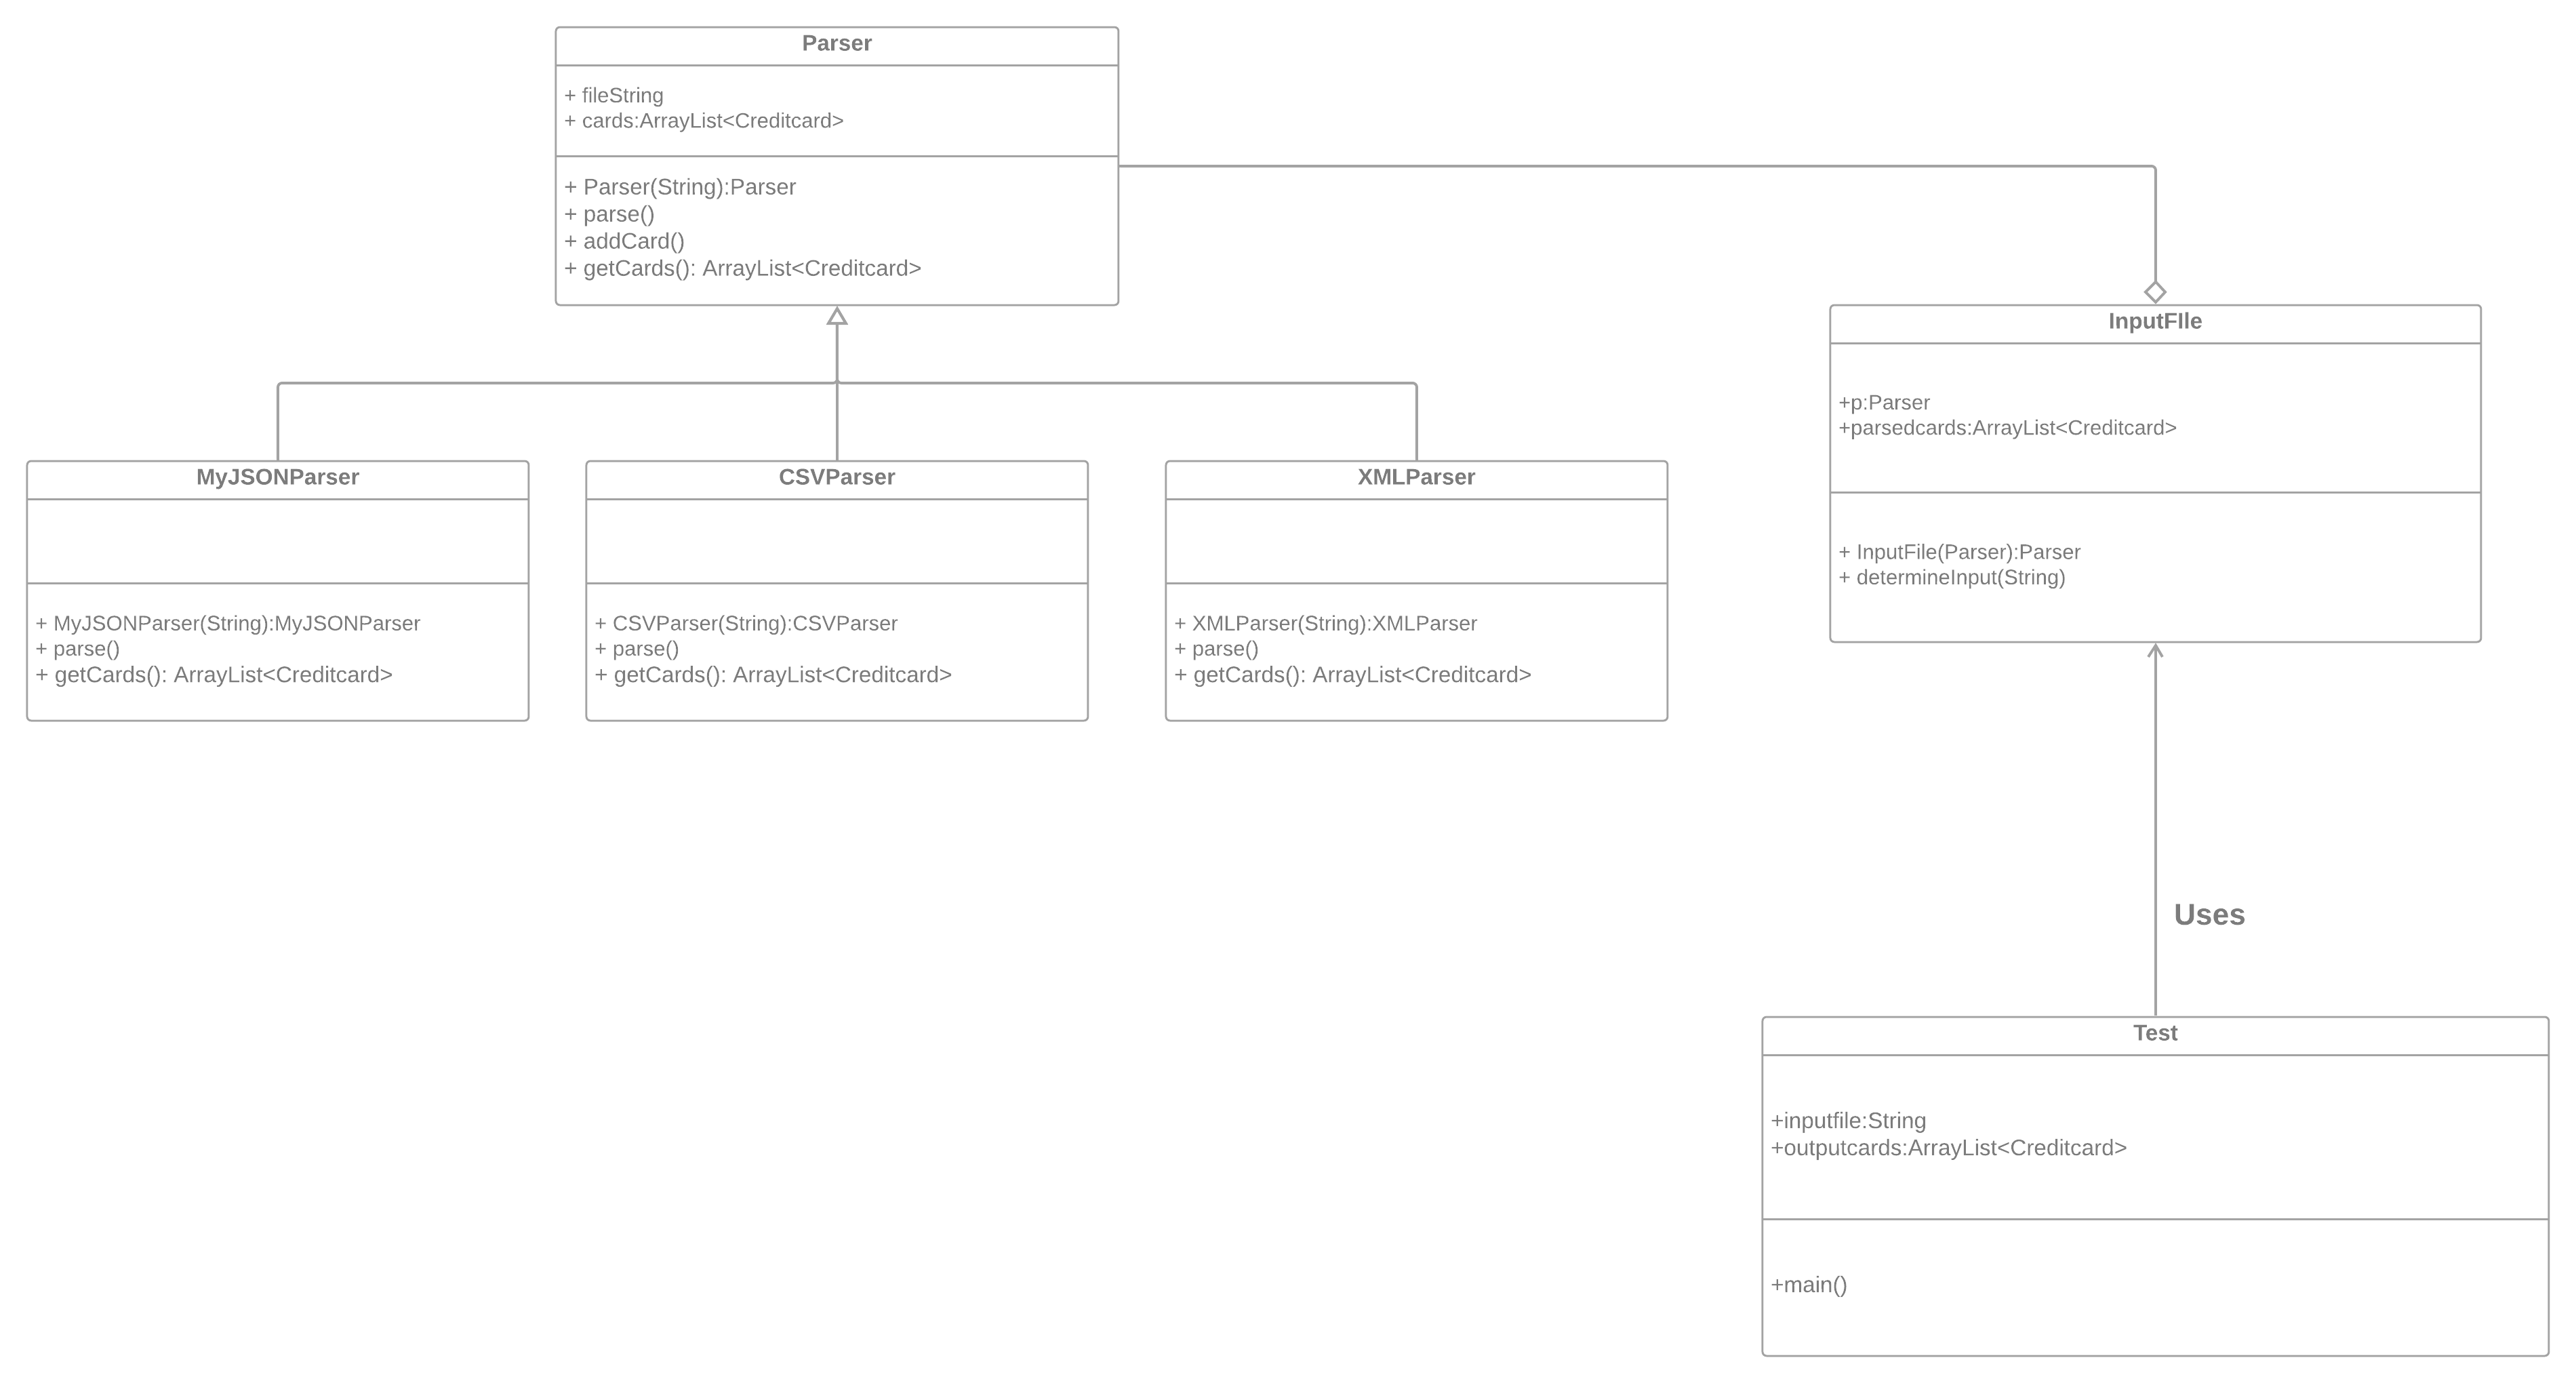 Parser
+ fileString
+ cards:ArrayList<Creditcard>
+ Parser(String):Parser
+ parse()
+ addCard()
+ getCards(): ArrayList<Creditcard>
InputFIle
+p:Parser
+parsedcards:ArrayList<Creditcard>
+ InputFile(Parser):Parser
+ determineInput(String)
MyJSONParser
+ MyJSONParser(String):MyJSONParser
+ parse()
+ getCards(): ArrayList<Creditcard>
CSVParser
+ CSVParser(String):CSVParser
+ parse()
+ getCards(): ArrayList<Creditcard>
XMLParser
+ XMLParser(String):XMLParser
+ parse()
+ getCards(): ArrayList<Creditcard>
Uses
Test
+inputfile:String
+outputcards:ArrayList<Creditcard>
+main()